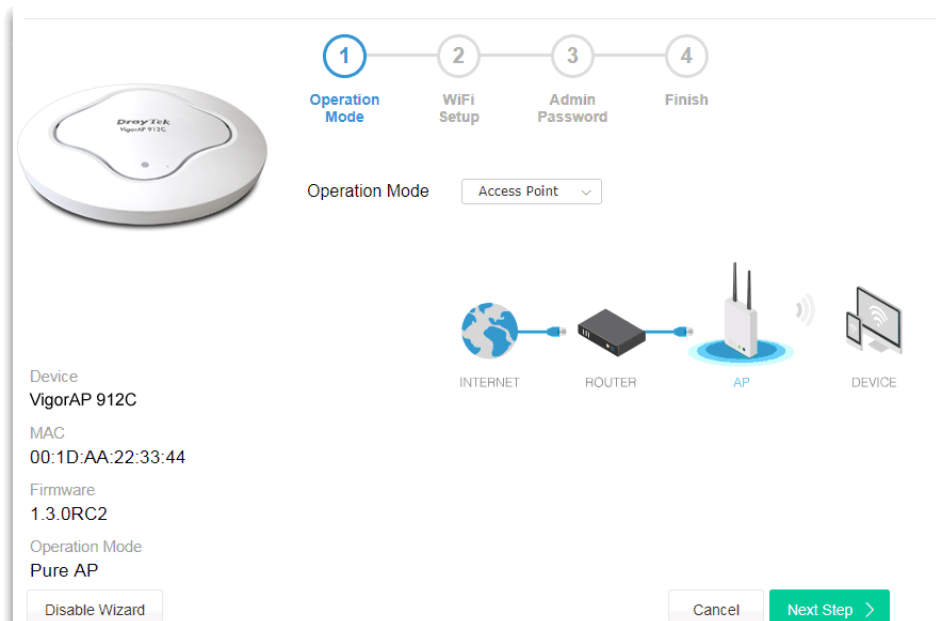 1
2
3
4
Operation
Mode
WiFi
Setup
Admin
Password
Finish
DrayTek
VigorAP 912C
Operation Mode
Access Point
INTERNET
ROUTER
AP
DEVICE
Device
VigorAP 912C
MAC
00:1D:AA:22:33:44
Firmware
1.3.0RC2
Operation Mode
Pure AP
Disable Wizard
Cancel
Next Step